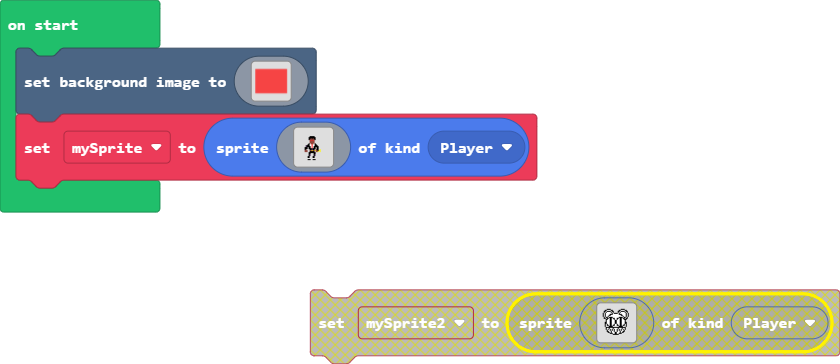 on start
set background image to
set mySprite to sprite of kind Player
set mySprite2 to sprite of kind Player